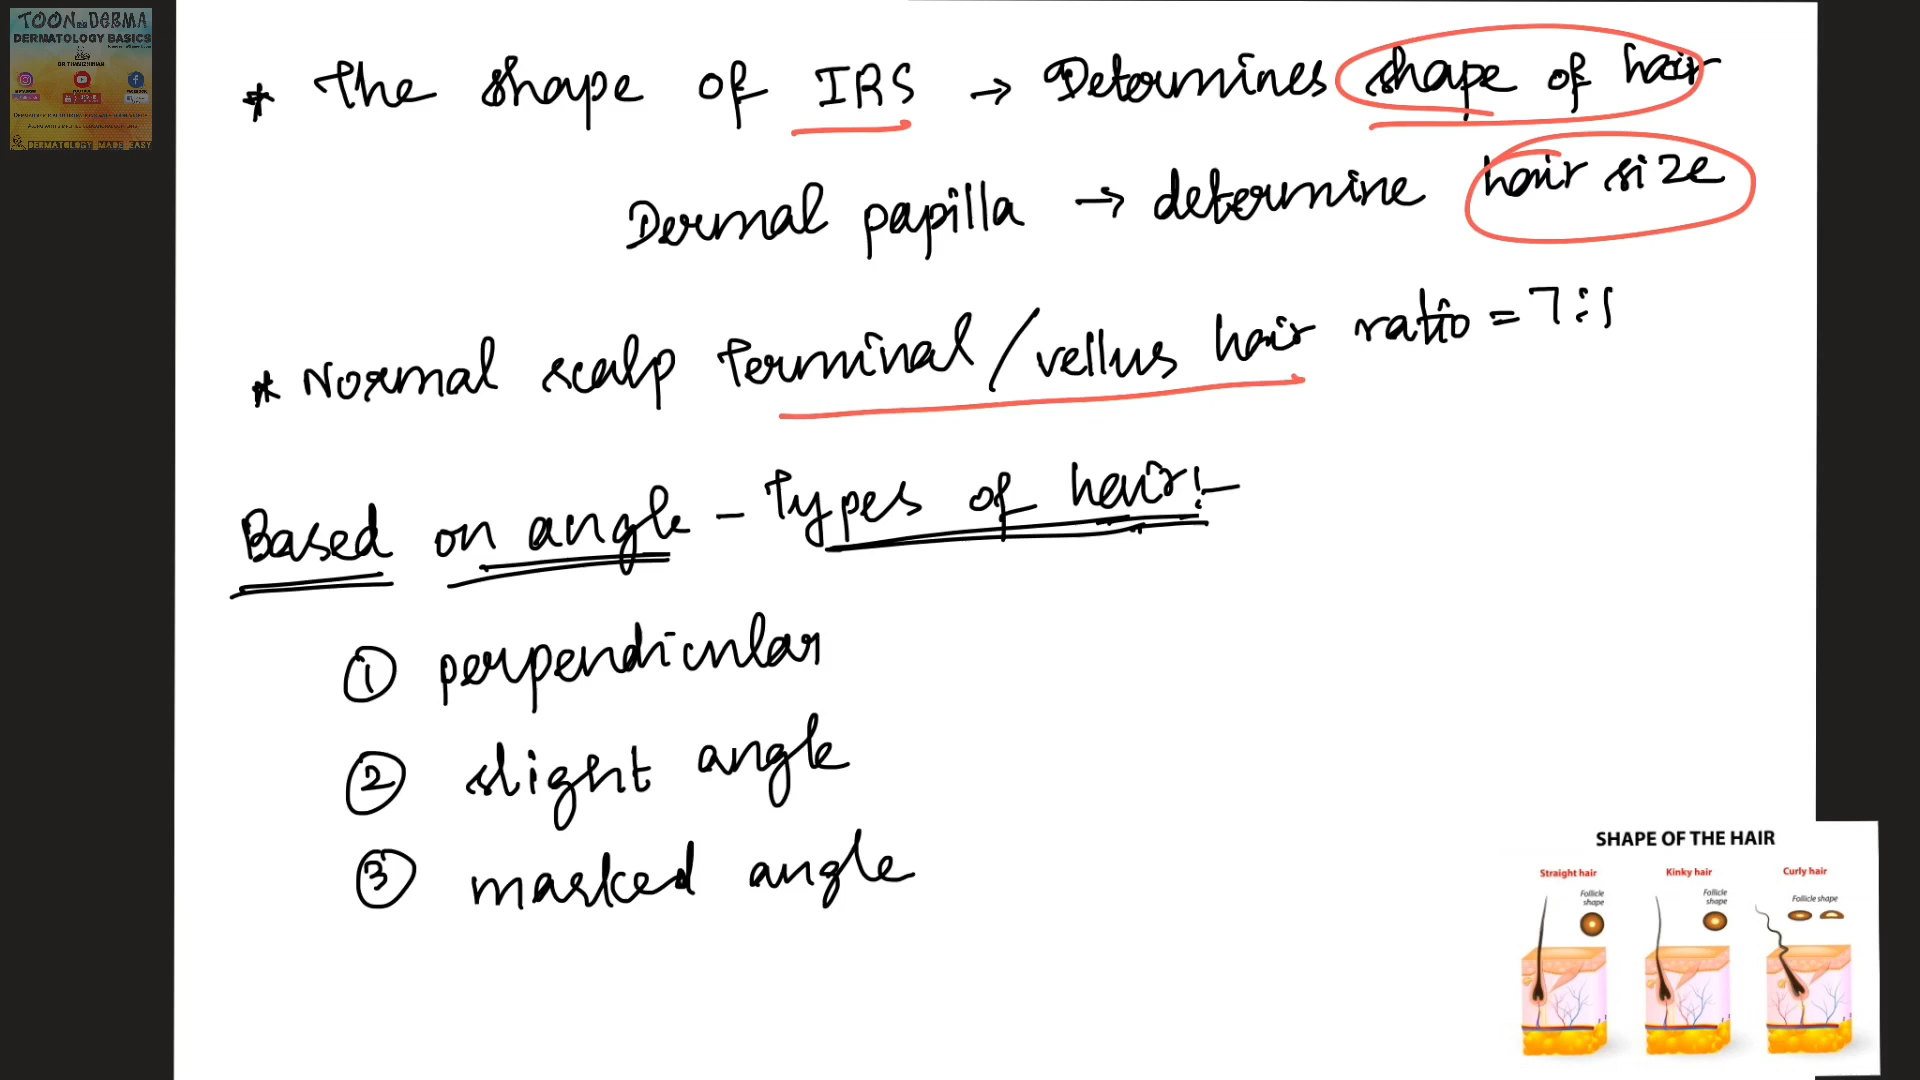 TOON in DERMA
DERMATOLOGY BASICS
DERMATOLOGY MADE EASY
* The shape of IRS → Determines shape of hair
Dermal papilla → determine hair size
* Normal scalp Terminal/vellus hair ratio = 7:1
Based on angle - Types of hair:-
① perpendicular
② slight angle
③ marked angle
SHAPE OF THE HAIR
Straight hair Kinky hair Curly hair
Follicle shape Follicle shape Follicle shape